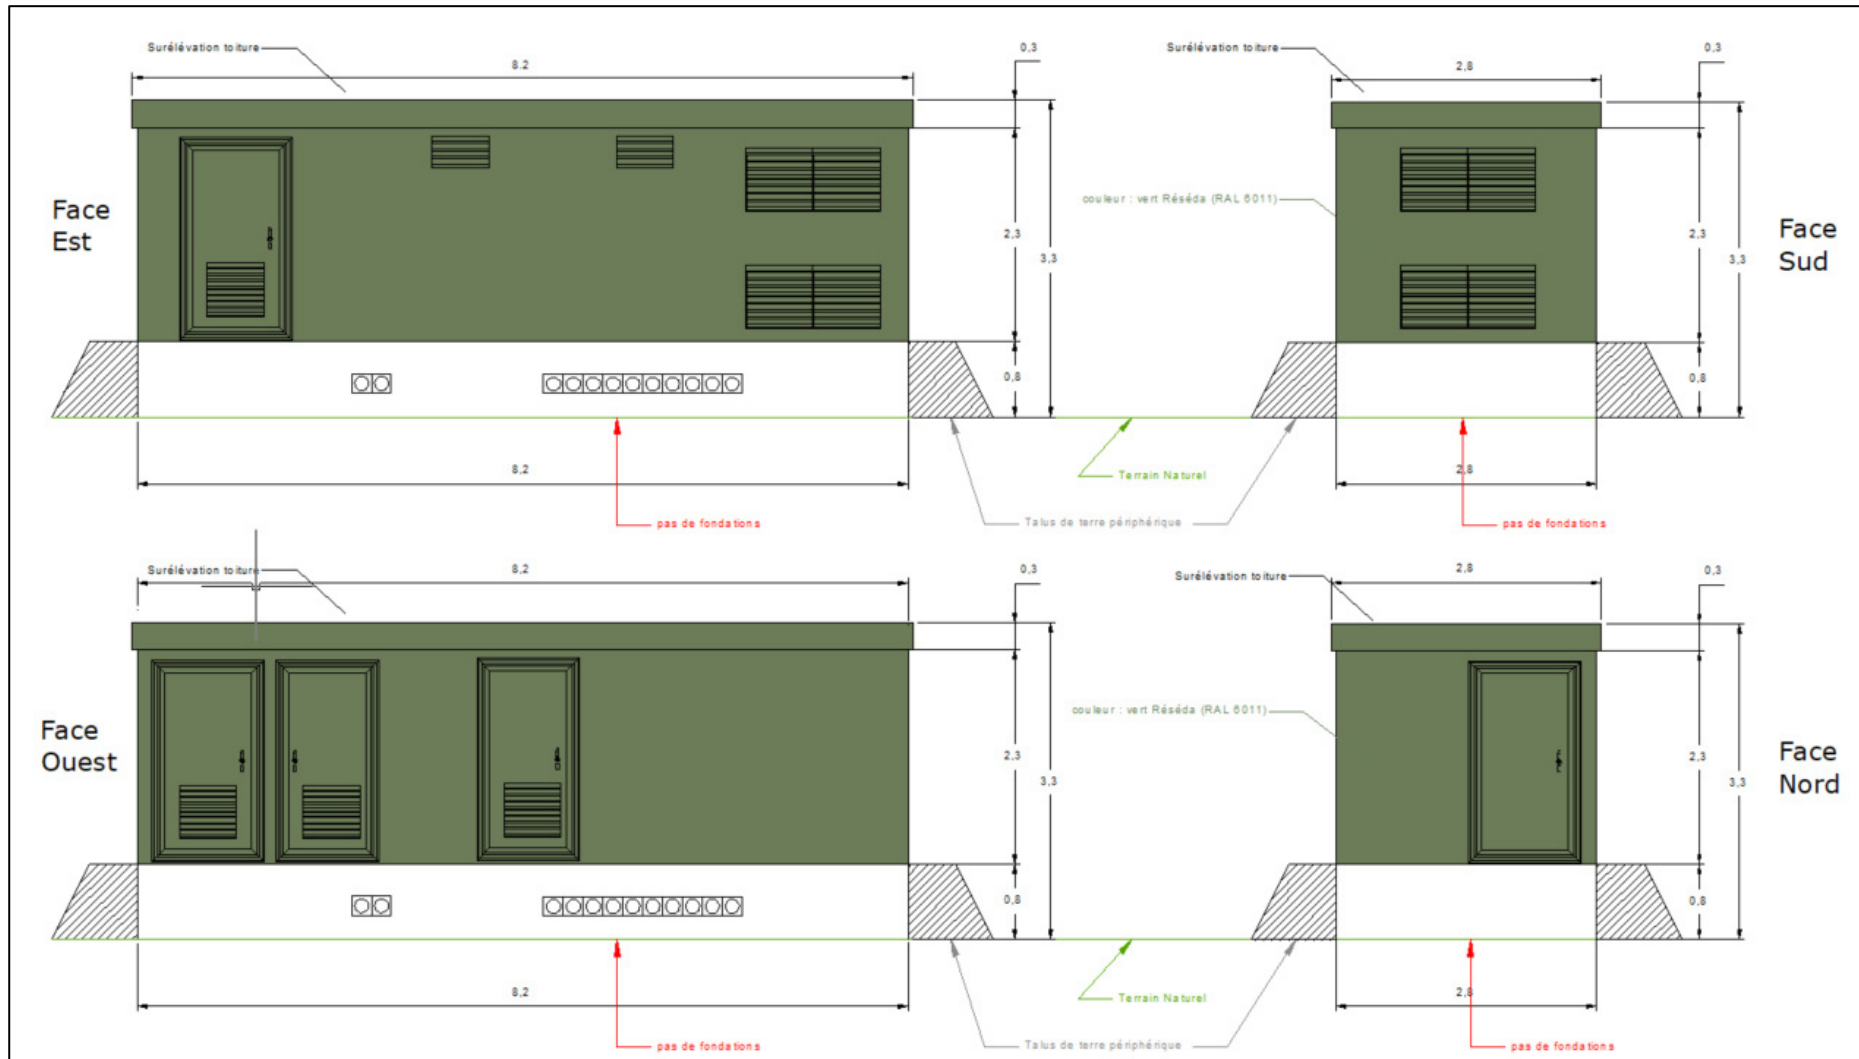 Surélévation toiture
8.2
0,3
Surélévation toiture
2,8
0,3
Face
Est
couleur : vert Réséda (RAL 6011)
2,3
3,3
2,3
3,3
Face
Sud
0,8
0,8
8,2
Terrain Naturel
2,8
pas de fondations
Talus de terre périphérique
pas de fondations
Surélévation toiture
8,2
0,3
Surélévation toiture
2,8
0,3
Face
Ouest
couleur : vert Réséda (RAL 6011)
2,3
3,3
2,3
3,3
Face
Nord
0,8
0,8
8,2
Terrain Naturel
2,8
pas de fondations
Talus de terre périphérique
pas de fondations